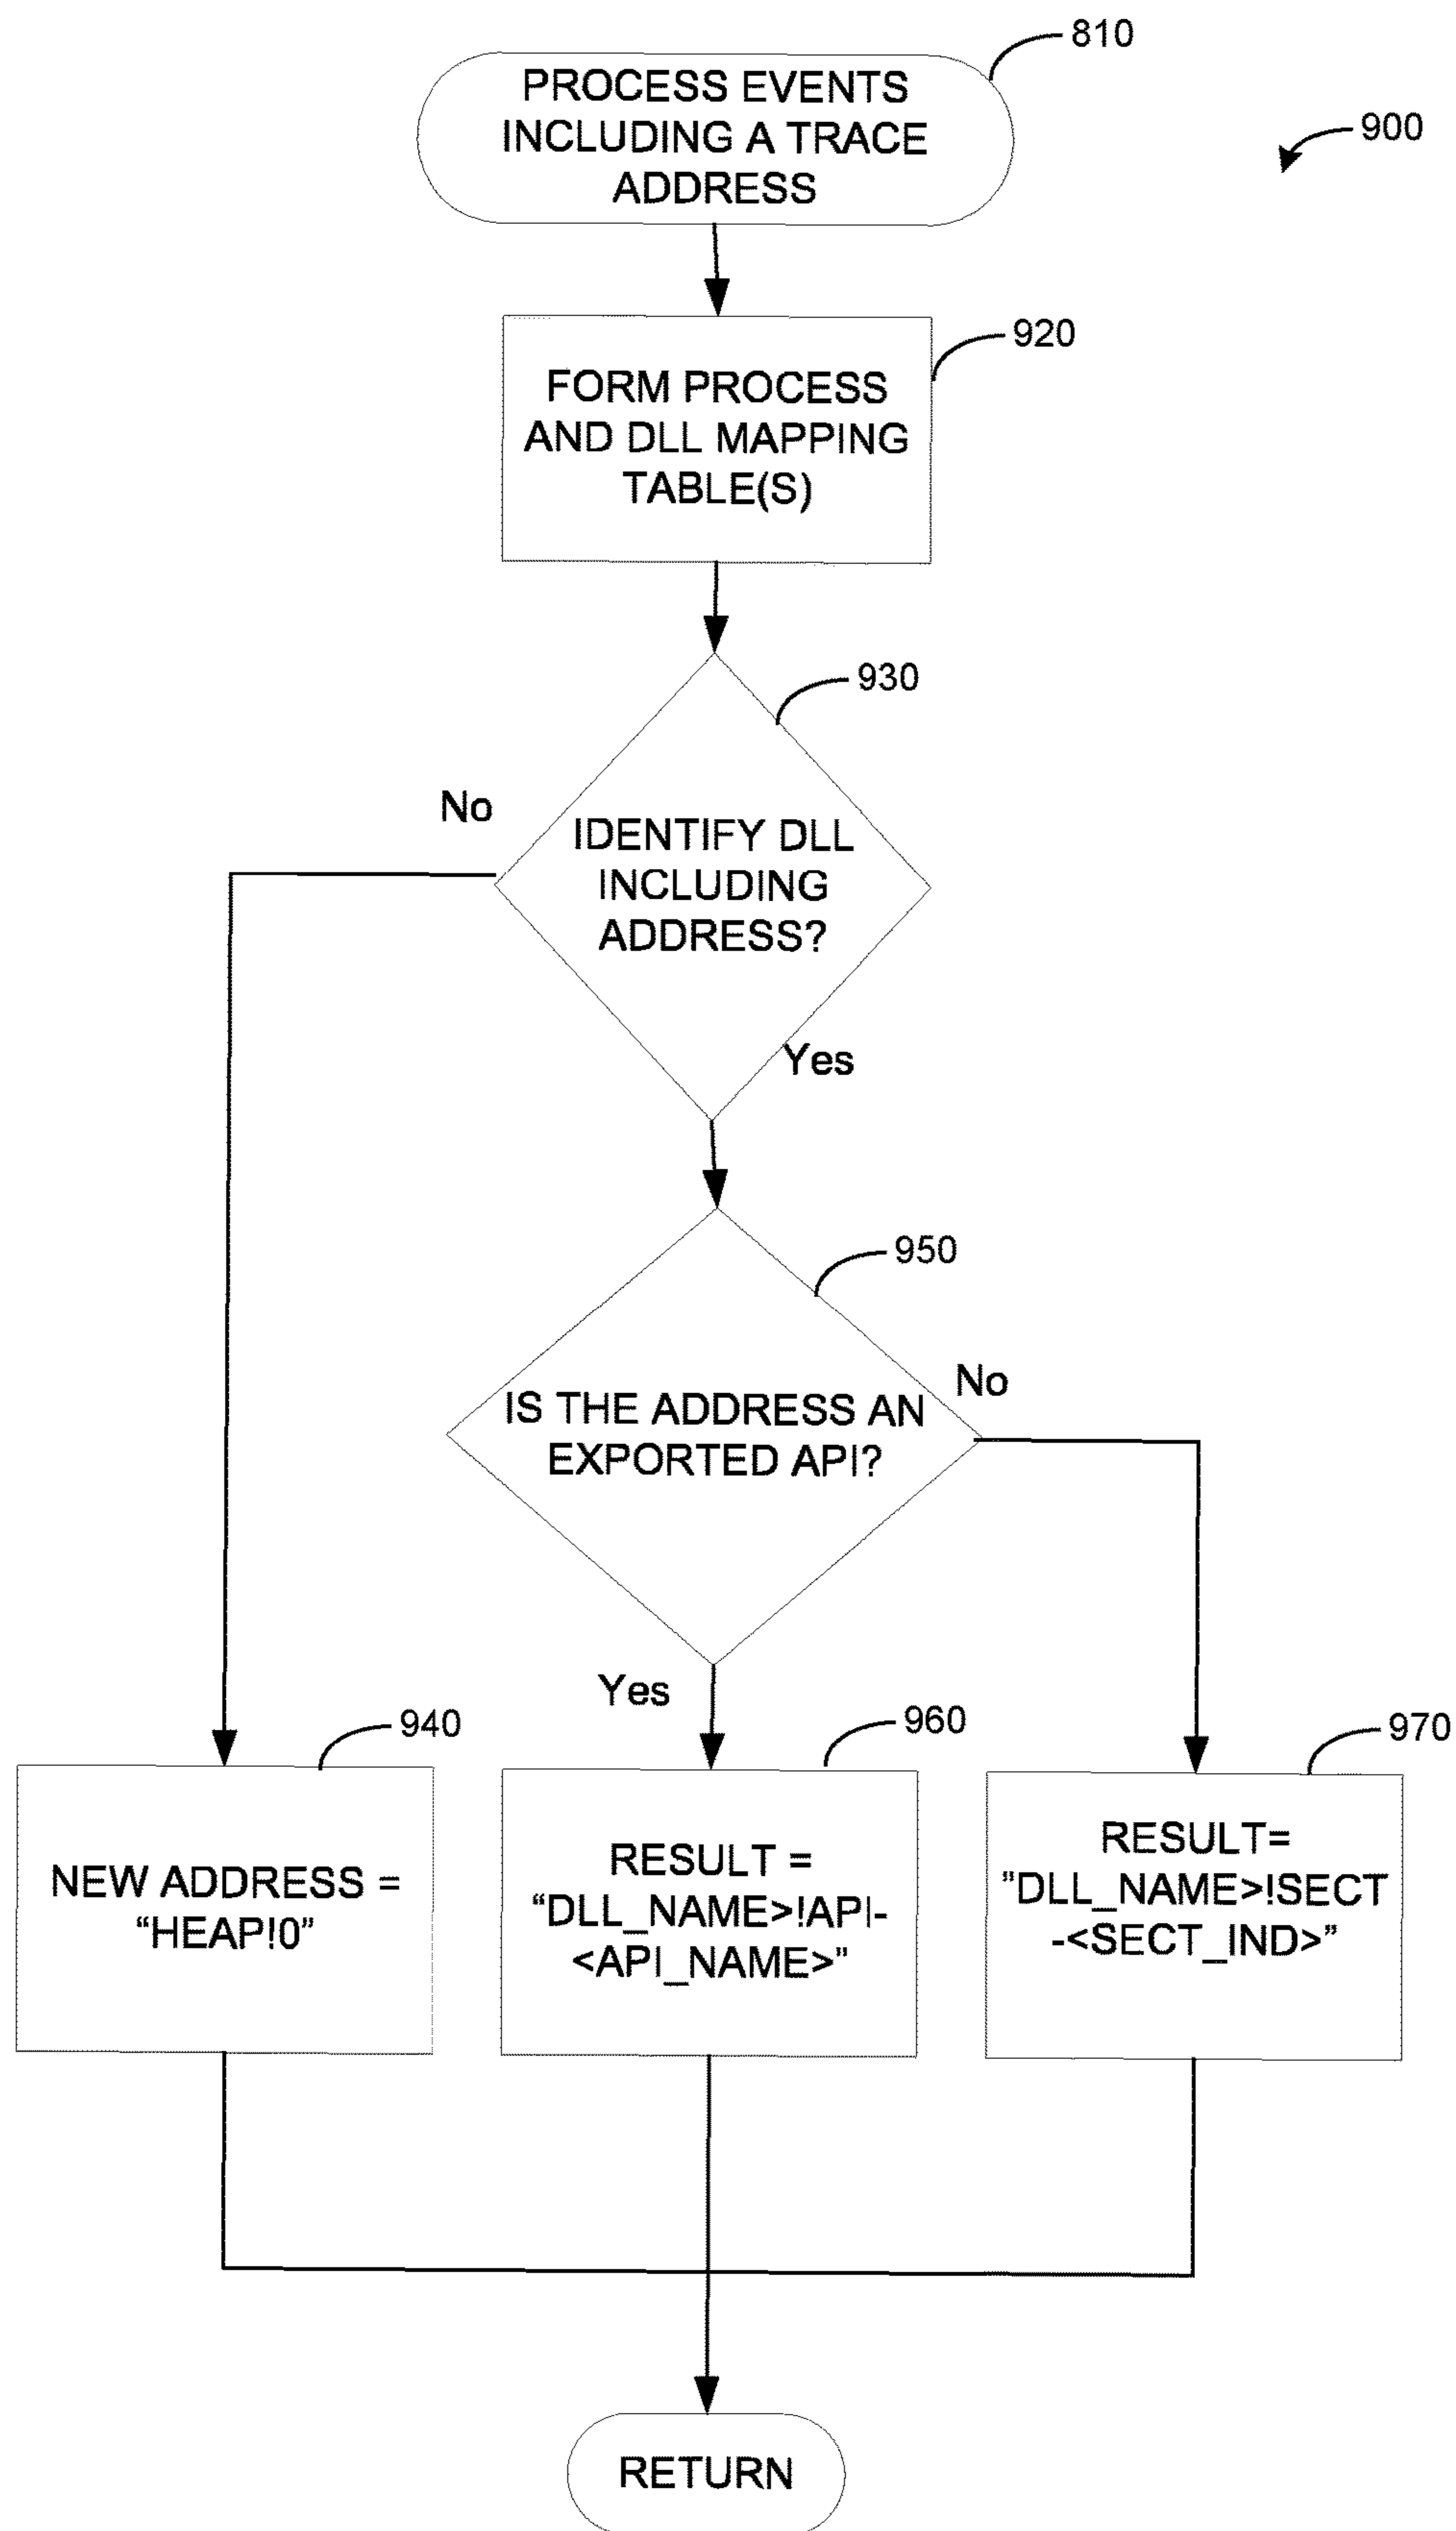 810
PROCESS EVENTS
INCLUDING A TRACE
ADDRESS
900
920
FORM PROCESS
AND DLL MAPPING
TABLE(S)
930
No
IDENTIFY DLL
INCLUDING
ADDRESS?
Yes
950
No
IS THE ADDRESS AN
EXPORTED API?
Yes
940
960
970
NEW ADDRESS =
“HEAP!0”
RESULT =
“DLL_NAME>!API-
<API_NAME>”
RESULT=
”DLL_NAME>!SECT
-<SECT_IND>”
RETURN